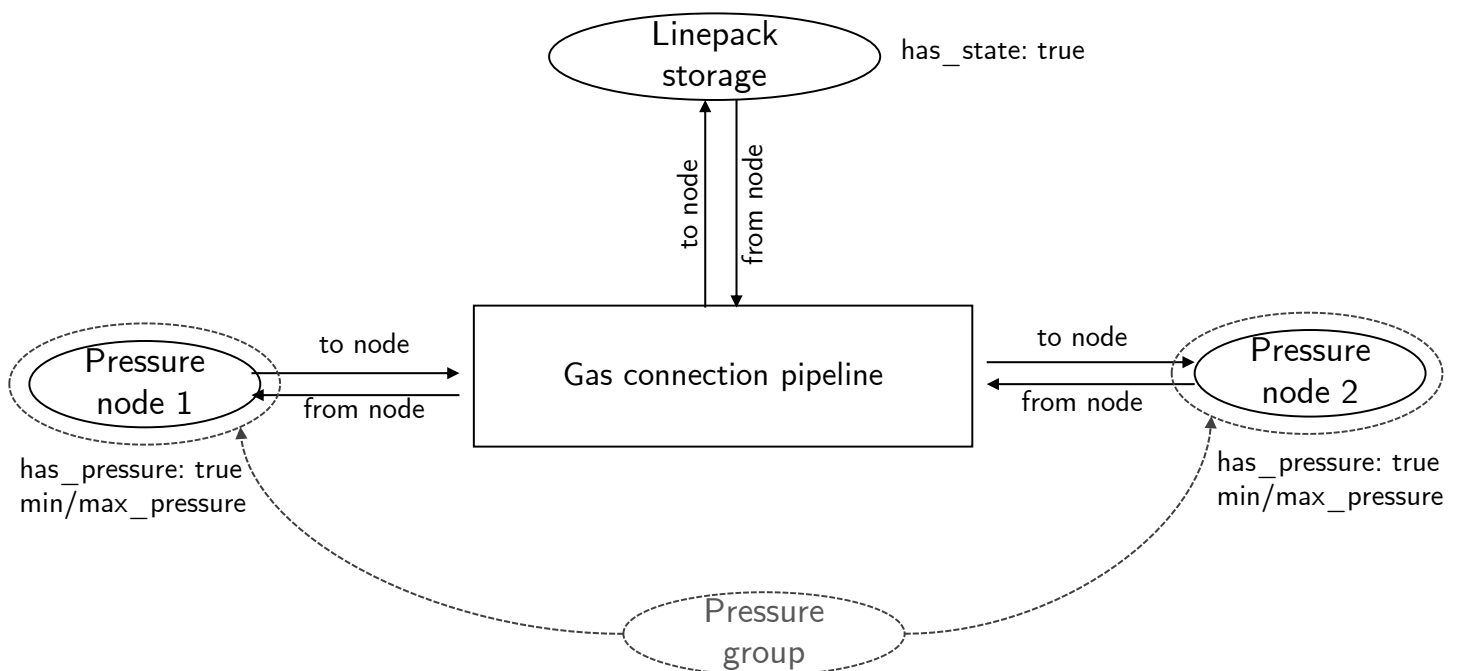 Linepack
storage
has_state: true
to node
from node
Pressure
node 1
to node
from node
Gas connection pipeline
to node
from node
Pressure
node 2
has_pressure: true
min/max_pressure
has_pressure: true
min/max_pressure
Pressure
group